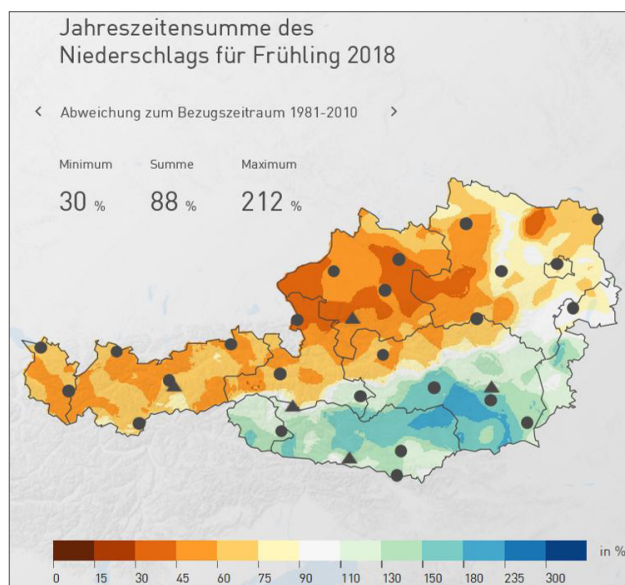 Jahreszeitensumme des
Niederschlags für Frühling 2018
< Abweichung zum Bezugszeitraum 1981-2010 >
Minimum Summe Maximum
30 % 88 % 212 %
in %
0 15 30 45 60 75 90 110 130 150 180 235 300